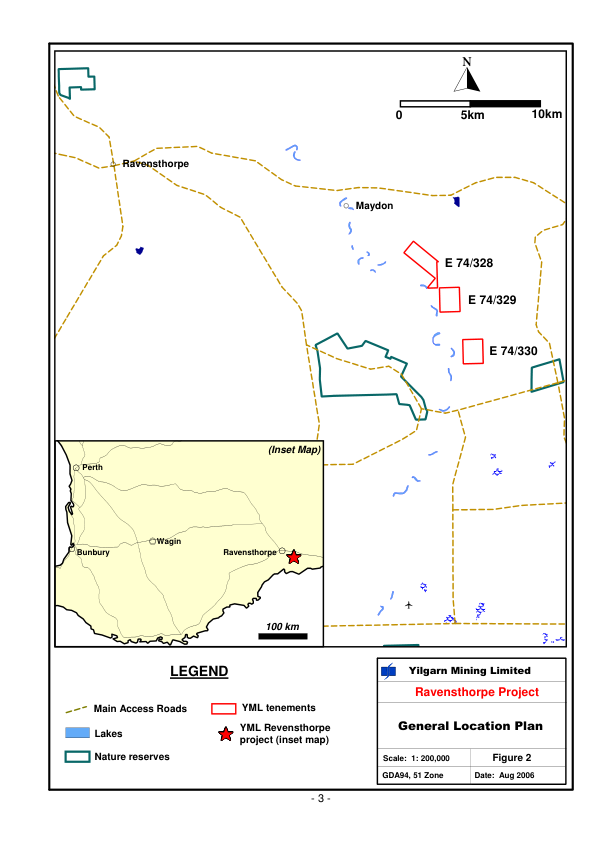 N
0 5km 10km
Ravensthorpe
Maydon
E 74/328
E 74/329
E 74/330
(Inset Map)
Perth
Wagin
Ravensthorpe
Bunbury
100 km
LEGEND
Main Access Roads
Lakes
Nature reserves
YML tenements
YML Revensthorpe
project (inset map)
Yilgarn Mining Limited
Ravensthorpe Project
General Location Plan
Scale: 1: 200,000
Figure 2
GDA94, 51 Zone
Date: Aug 2006
- 3 -